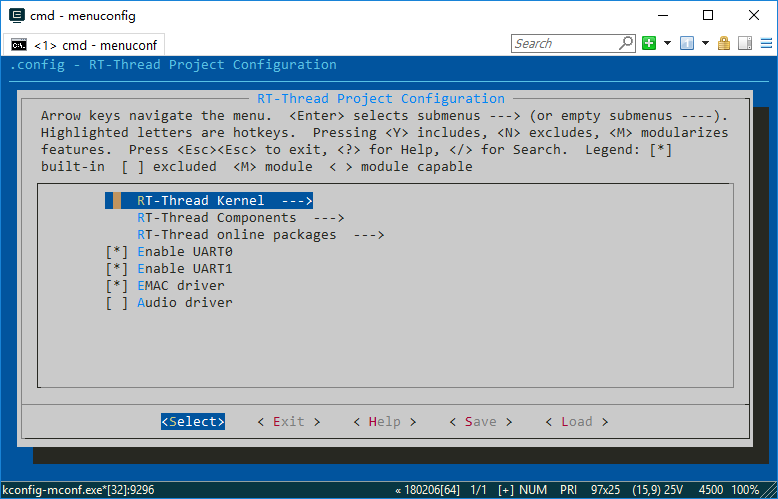 cmd - menuconfig
<1> cmd - menuconf
Search
.config - RT-Thread Project Configuration
RT-Thread Project Configuration
Arrow keys navigate the menu.  <Enter> selects submenus ---> (or empty submenus ----).
Highlighted letters are hotkeys.  Pressing <Y> includes, <N> excludes, <M> modularizes
features.  Press <Esc><Esc> to exit, <?> for Help, </> for Search.  Legend: [*]
built-in  [ ] excluded  <M> module  < > module capable
RT-Thread Kernel  --->
RT-Thread Components  --->
RT-Thread online packages  --->
[*] Enable UART0
[*] Enable UART1
[*] EMAC driver
[ ] Audio driver
<Select>    < Exit >    < Help >    < Save >    < Load >
kconfig-mconf.exe*[32]:9296    « 180206[64]  1/1  [+] NUM  PRI  97x25  (15,9) 25V  4500  100%